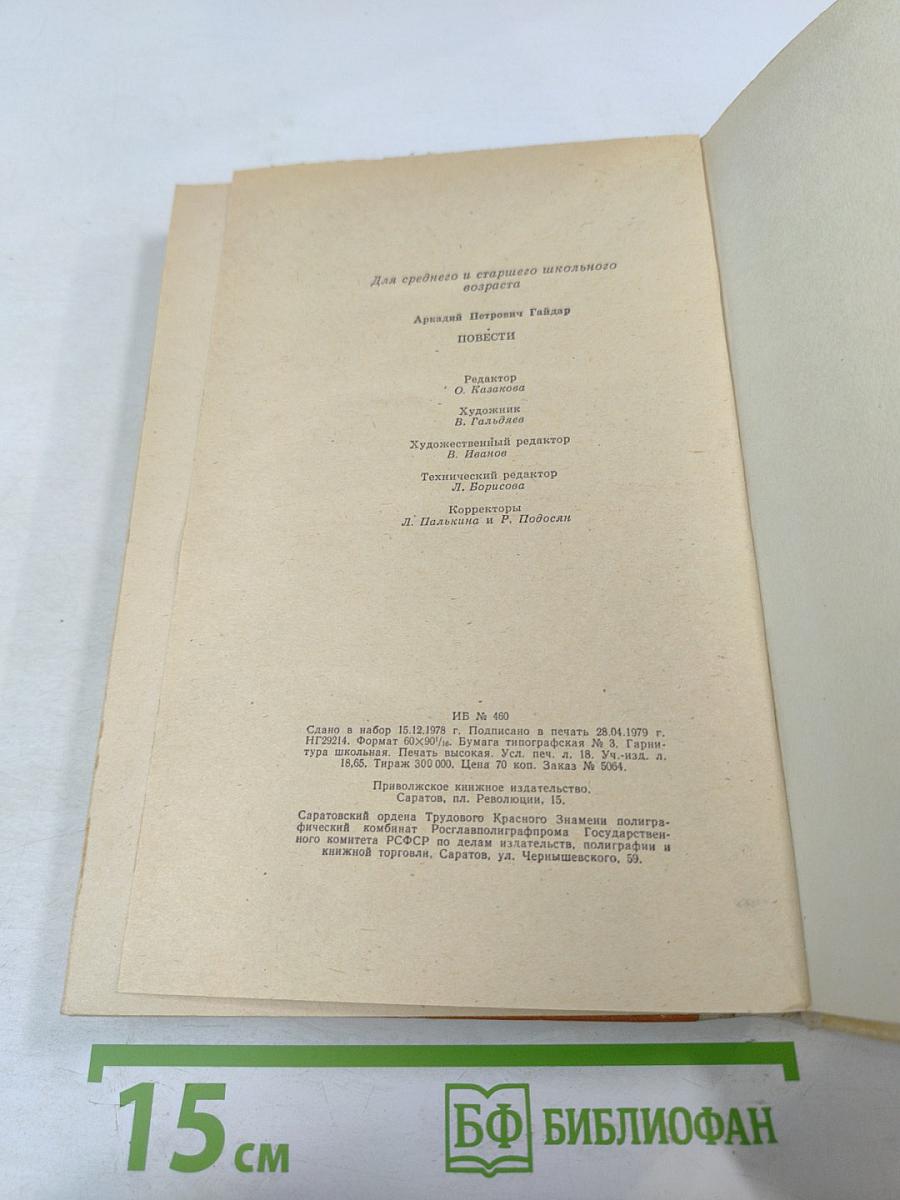 Для среднего и старшего школьного
возраста
Аркадий Петрович Гайдар
ПОВЕСТИ
Редактор
О. Казакова
Художник
В. Гальдяев
Художественный редактор
В. Иванов
Технический редактор
Л. Борисова
Корректоры
Л. Палькина и Р. Подосян
ИБ № 460
Сдано в набор 15.12.1978 г. Подписано в печать 28.04.1979 г.
НГ29214. Формат 60×90¹/₁₆. Бумага типографская № 3. Гарни-
тура школьная. Печать высокая. Усл. печ. л. 18. Уч.-изд. л.
18,65. Тираж 300 000. Цена 70 коп. Заказ № 5064.
Приволжское книжное издательство.
Саратов, пл. Революции, 15.
Саратовский ордена Трудового Красного Знамени полигра-
фический комбинат Росглавполиграфпрома Государствен-
ного комитета РСФСР по делам издательств, полиграфии и
книжной торговли, Саратов, ул. Чернышевского, 59.
15 см
БФ БИБЛИОФАН